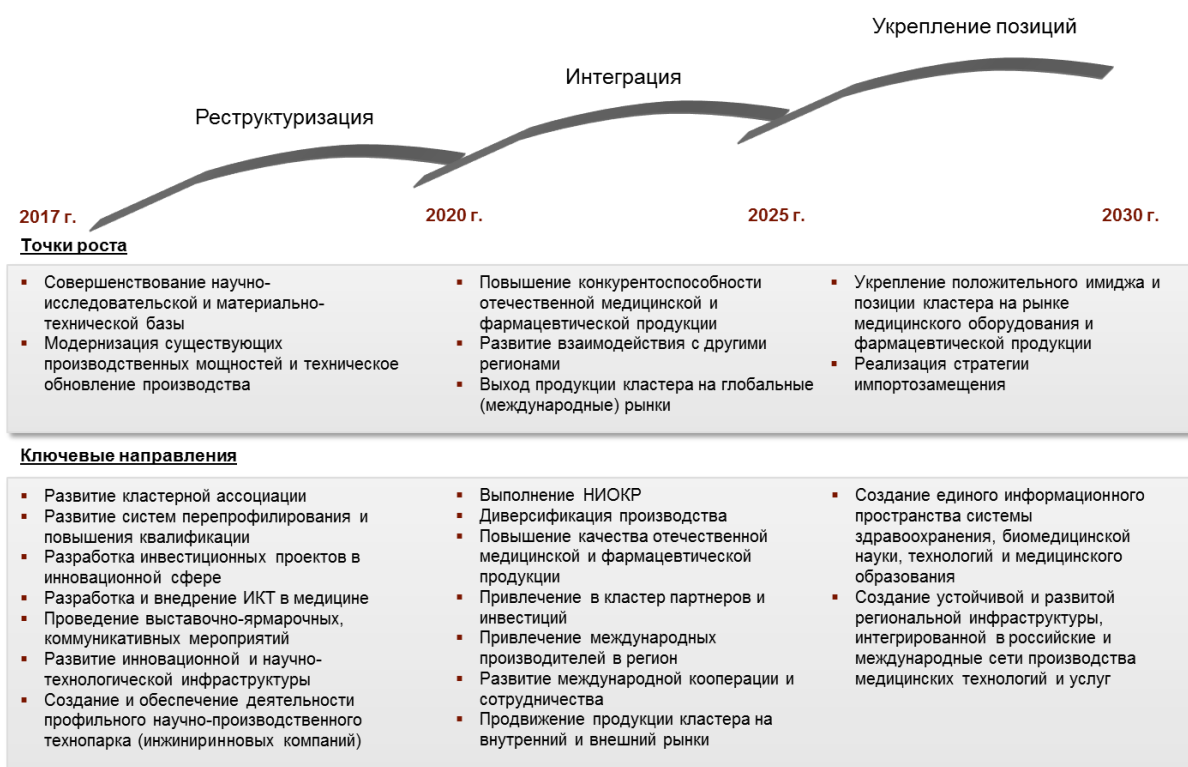 Укрепление позиций
Интеграция
Реструктуризация
2017 г.
2020 г.
2025 г.
2030 г.
Точки роста
▪ Совершенствование научно-
исследовательской и материально-
технической базы
▪ Модернизация существующих
производственных мощностей и техническое
обновление производства
▪ Повышение конкурентоспособности
отечественной медицинской и
фармацевтической продукции
▪ Развитие взаимодействия с другими
регионами
▪ Выход продукции кластера на глобальные
(международные) рынки
▪ Укрепление положительного имиджа и
позиции кластера на рынке
медицинского оборудования и
фармацевтической продукции
▪ Реализация стратегии
импортозамещения
Ключевые направления
▪ Развитие кластерной ассоциации
▪ Развитие систем перепрофилирования и
повышения квалификации
▪ Разработка инвестиционных проектов в
инновационной сфере
▪ Разработка и внедрение ИКТ в медицине
▪ Проведение выставочно-ярмарочных,
коммуникативных мероприятий
▪ Развитие инновационной и научно-
технологической инфраструктуры
▪ Создание и обеспечение деятельности
профильного научно-производственного
технопарка (инжиниринновых компаний)
▪ Выполнение НИОКР
▪ Диверсификация производства
▪ Повышение качества отечественной
медицинской и фармацевтической
продукции
▪ Привлечение в кластер партнеров и
инвестиций
▪ Привлечение международных
производителей в регион
▪ Развитие международной кооперации и
сотрудничества
▪ Продвижение продукции кластера на
внутренний и внешний рынки
▪ Создание единого информационного
пространства системы
здравоохранения, биомедицинской
науки, технологий и медицинского
образования
▪ Создание устойчивой и развитой
региональной инфраструктуры,
интегрированной в российские и
международные сети производства
медицинских технологий и услуг